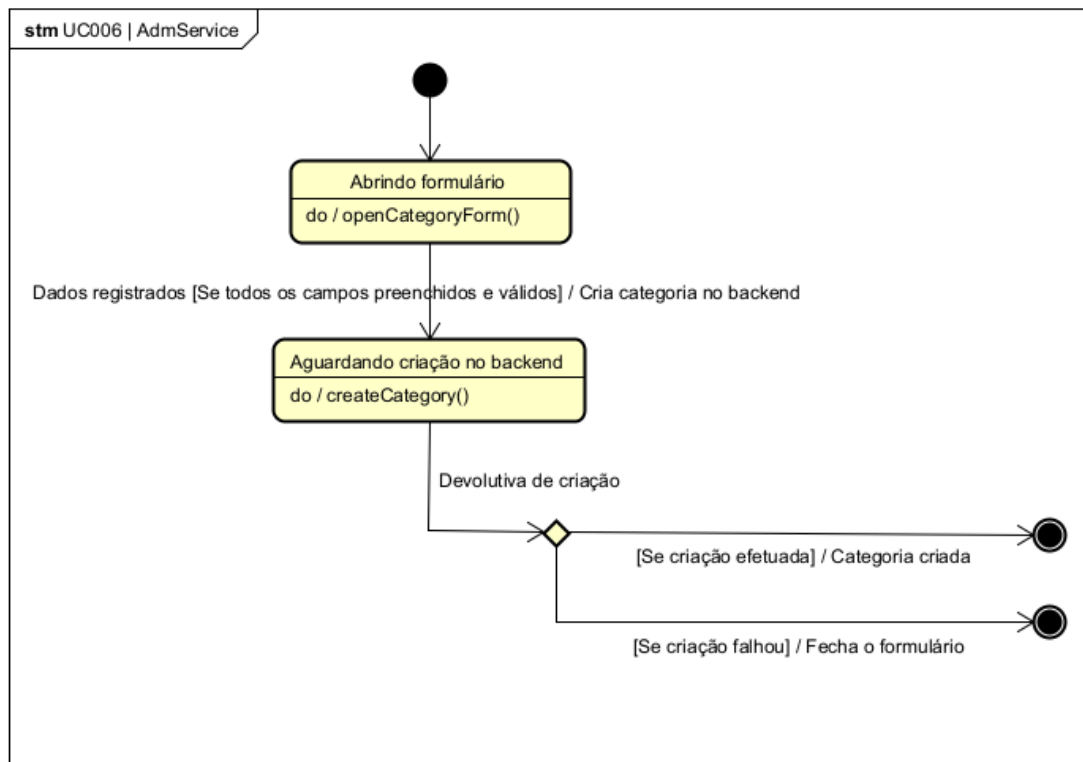 stm UC006 | AdmService
Abrindo formulário
do / openCategoryForm()
Dados registrados [Se todos os campos preenchidos e válidos] / Cria categoria no backend
Aguardando criação no backend
do / createCategory()
Devolutiva de criação
[Se criação efetuada] / Categoria criada
[Se criação falhou] / Fecha o formulário